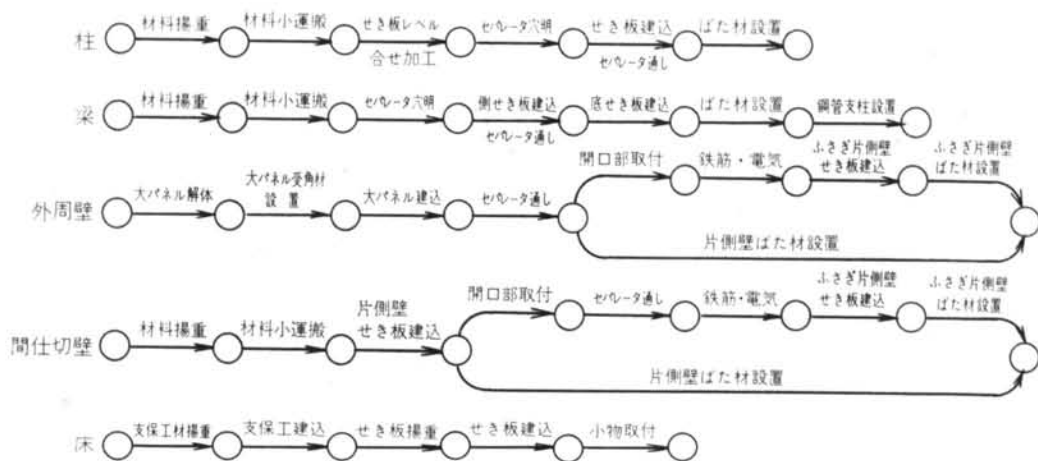 柱
材料揚重
材料小運搬
せき板レベル
合せ加工
セパレータ穴明
せき板建込
セパレータ通し
ばた材設置
梁
材料揚重
材料小運搬
セパレータ穴明
側せき板建込
セパレータ通し
底せき板建込
ばた材設置
鋼管支柱設置
外周壁
大パネル解体
大パネル受角材
設置
大パネル建込
セパレータ通し
開口部取付
鉄筋・電気
ふさぎ片側壁
せき板建込
ふさぎ片側壁
ばた材設置
片側壁ばた材設置
間仕切壁
材料揚重
材料小運搬
片側壁
せき板建込
開口部取付
セパレータ通し
鉄筋・電気
ふさぎ片側壁
せき板建込
ふさぎ片側壁
ばた材設置
片側壁ばた材設置
床
支保工材揚重
支保工建込
せき板揚重
せき板建込
小物取付